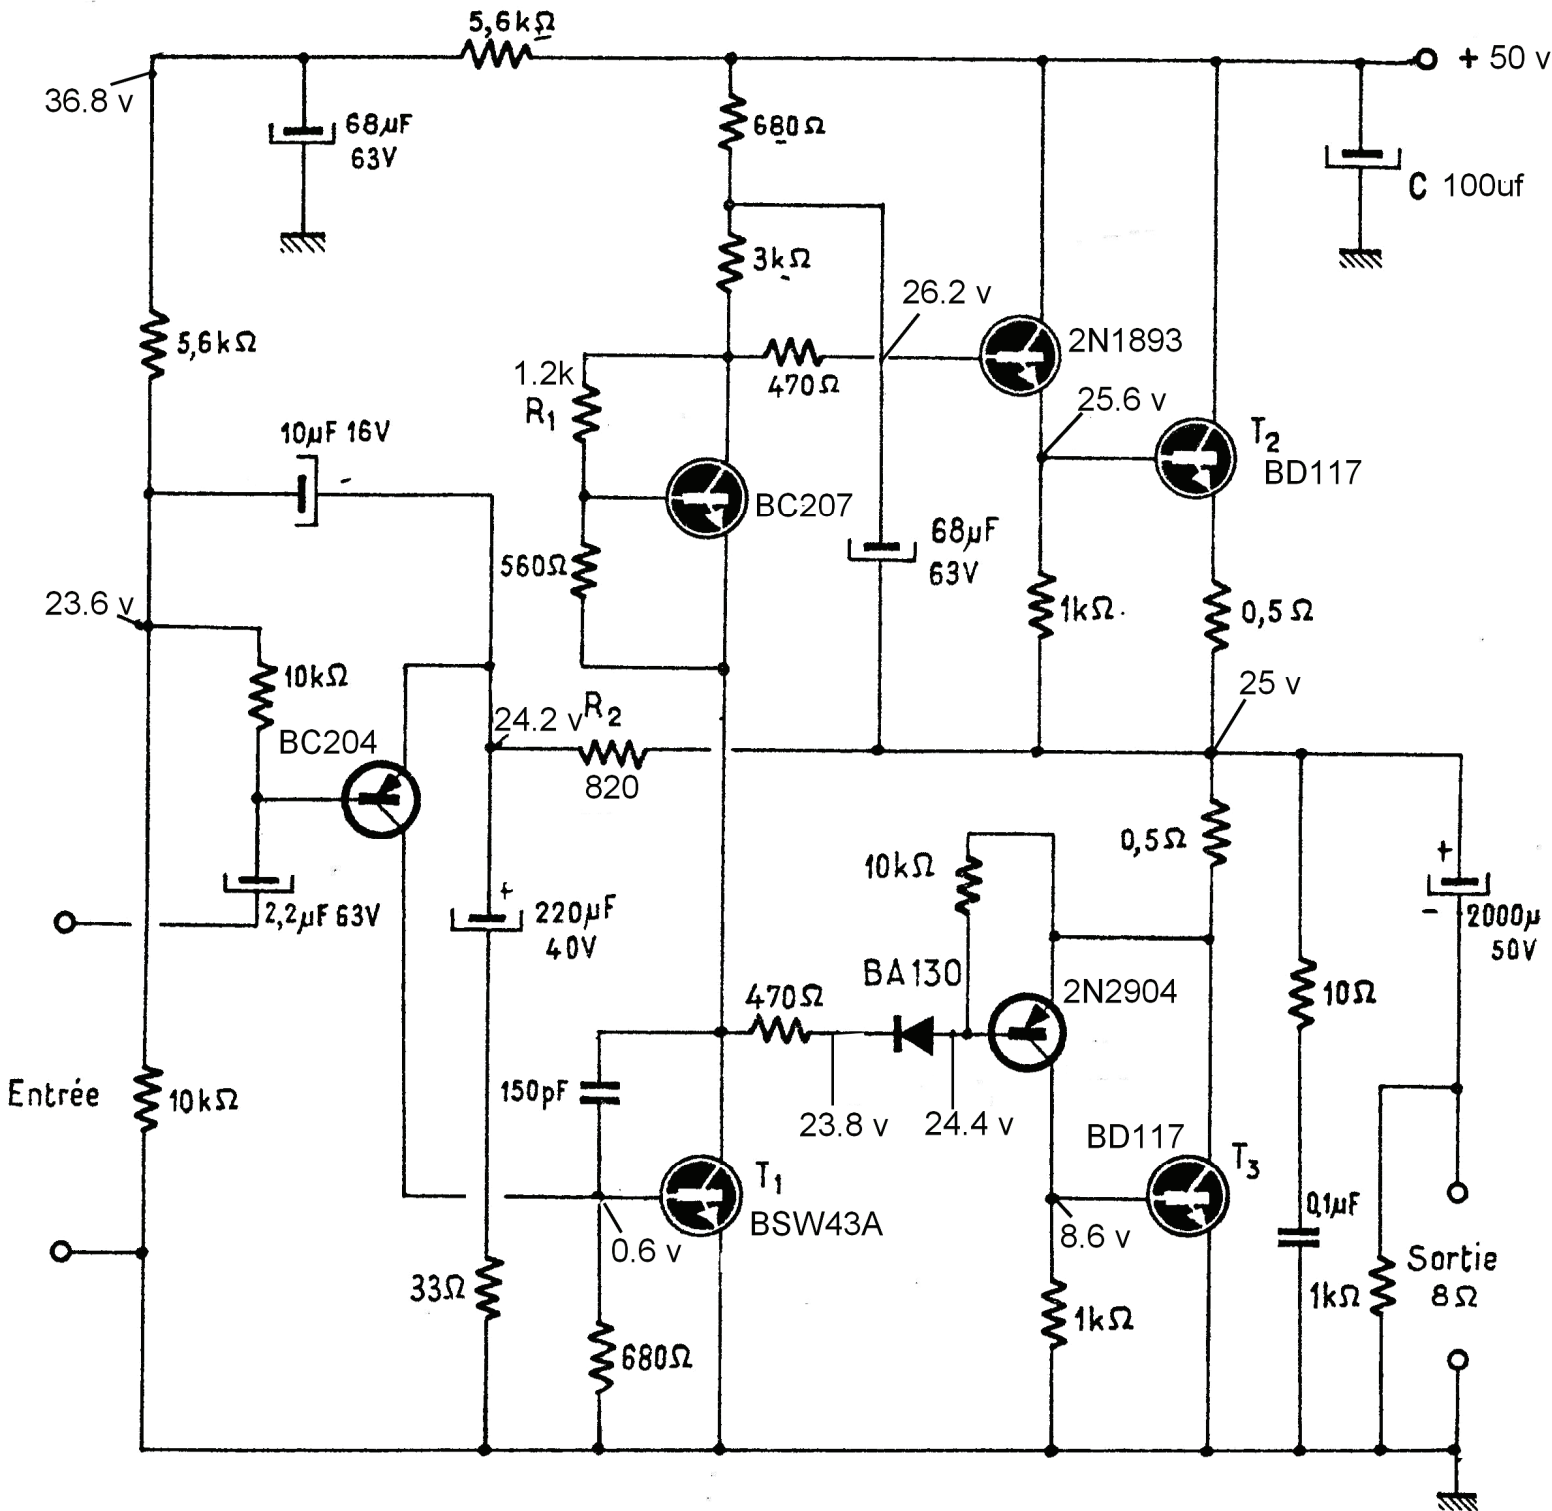 5,6kΩ
+ 50 v
36.8 v
68µF
63V
680Ω
C 100uf
3kΩ
26.2 v
2N1893
5,6kΩ
1.2k
R1
470Ω
25.6 v
T2
BD117
10µF 16V
BC207
68µF
63V
560Ω
23.6 v
1kΩ
0,5Ω
10kΩ
25 v
24.2 v
R2
BC204
820
0,5Ω
10kΩ
+
2,2µF 63V
+
220µF
40V
-
2000µ
50V
BA130
470Ω
2N2904
10Ω
Entrée
10kΩ
150pF
23.8 v
24.4 v
BD117
T3
T1
BSW43A
0,1µF
0.6 v
8.6 v
33Ω
Sortie
8Ω
1kΩ
1kΩ
680Ω